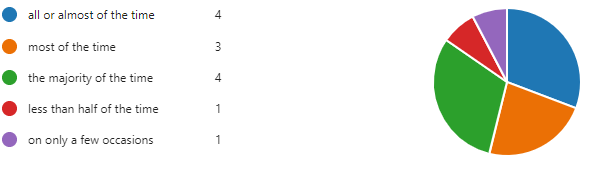 all or almost of the time 4
most of the time 3
the majority of the time 4
less than half of the time 1
on only a few occasions 1